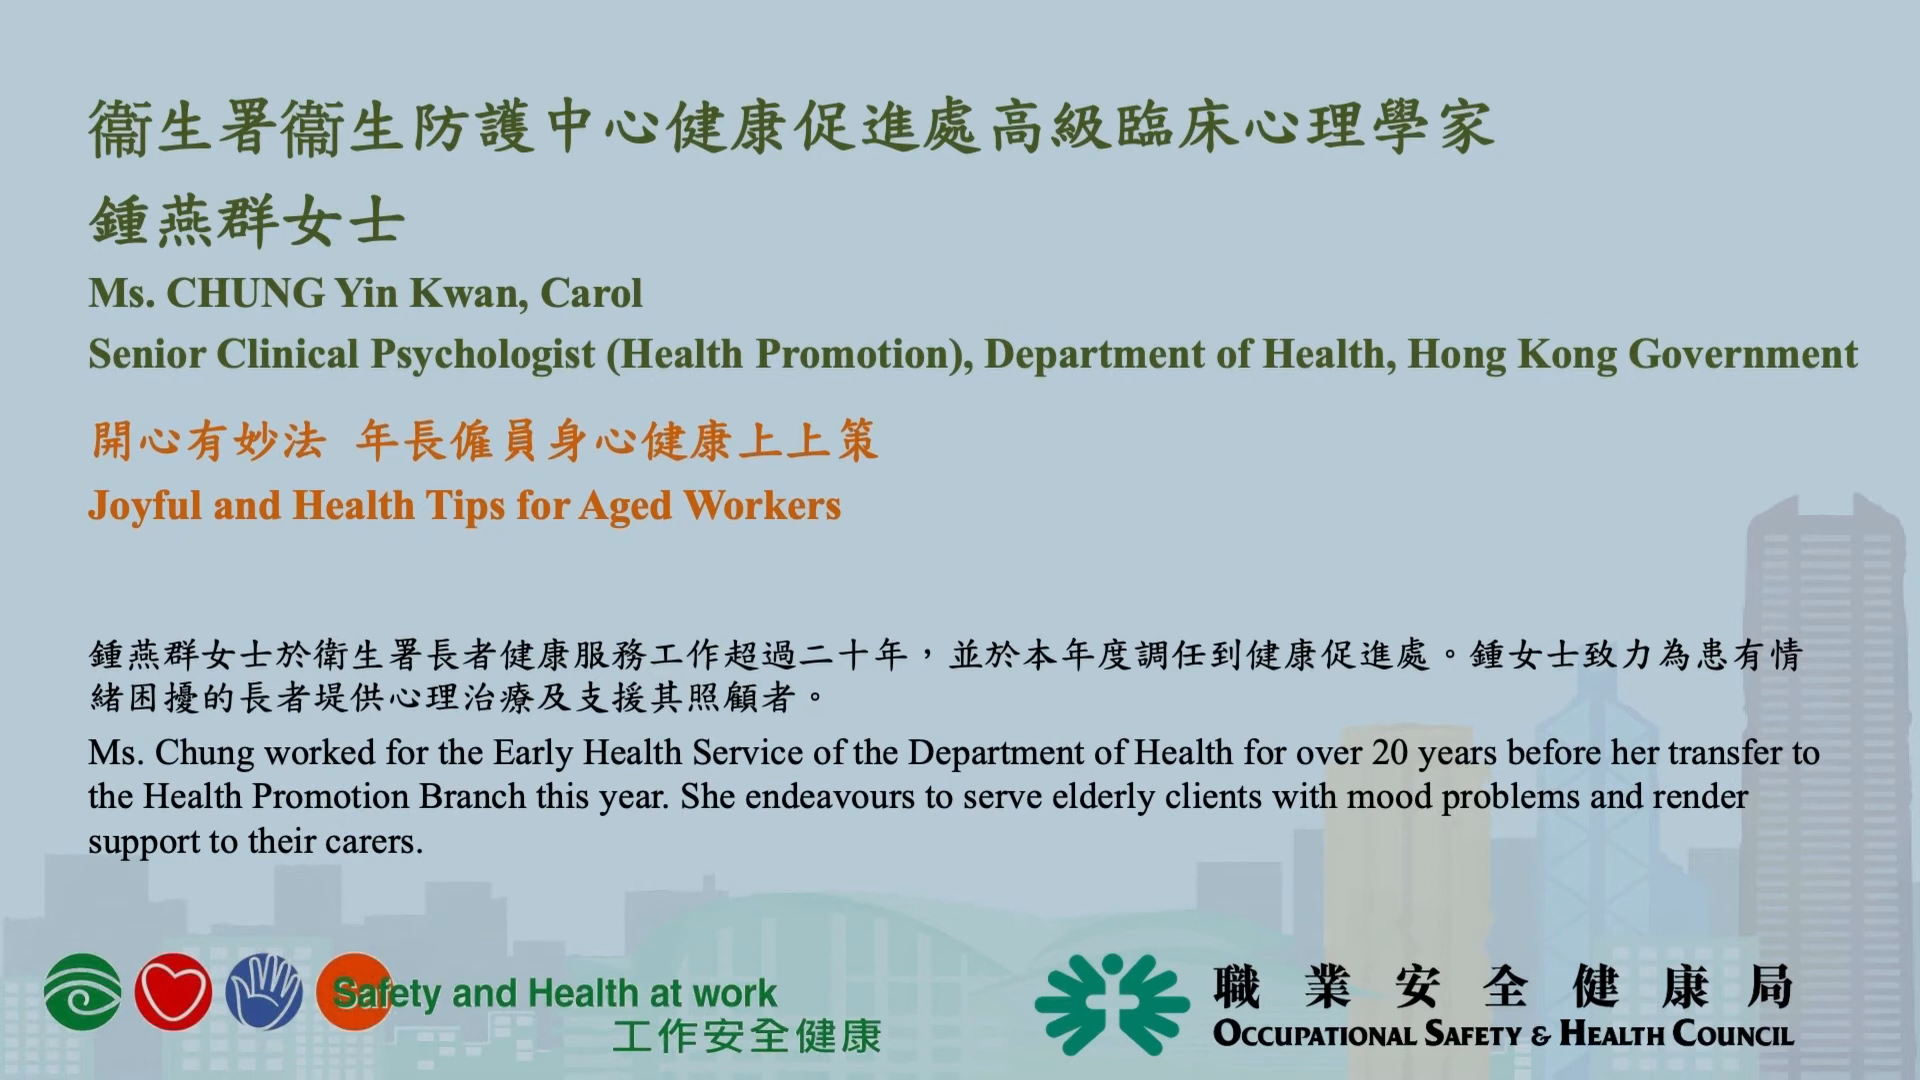 衞生署衞生防護中心健康促進處高級臨床心理學家
鍾燕群女士
Ms. CHUNG Yin Kwan, Carol
Senior Clinical Psychologist (Health Promotion), Department of Health, Hong Kong Government
開心有妙法 年長僱員身心健康上上策
Joyful and Health Tips for Aged Workers
鍾燕群女士於衛生署長者健康服務工作超過二十年，並於本年度調任到健康促進處。鍾女士致力為患有情
緒困擾的長者提供心理治療及支援其照顧者。
Ms. Chung worked for the Early Health Service of the Department of Health for over 20 years before her transfer to
the Health Promotion Branch this year. She endeavours to serve elderly clients with mood problems and render
support to their carers.
Safety and Health at work
工作安全健康
職業安全健康局
OCCUPATIONAL SAFETY & HEALTH COUNCIL